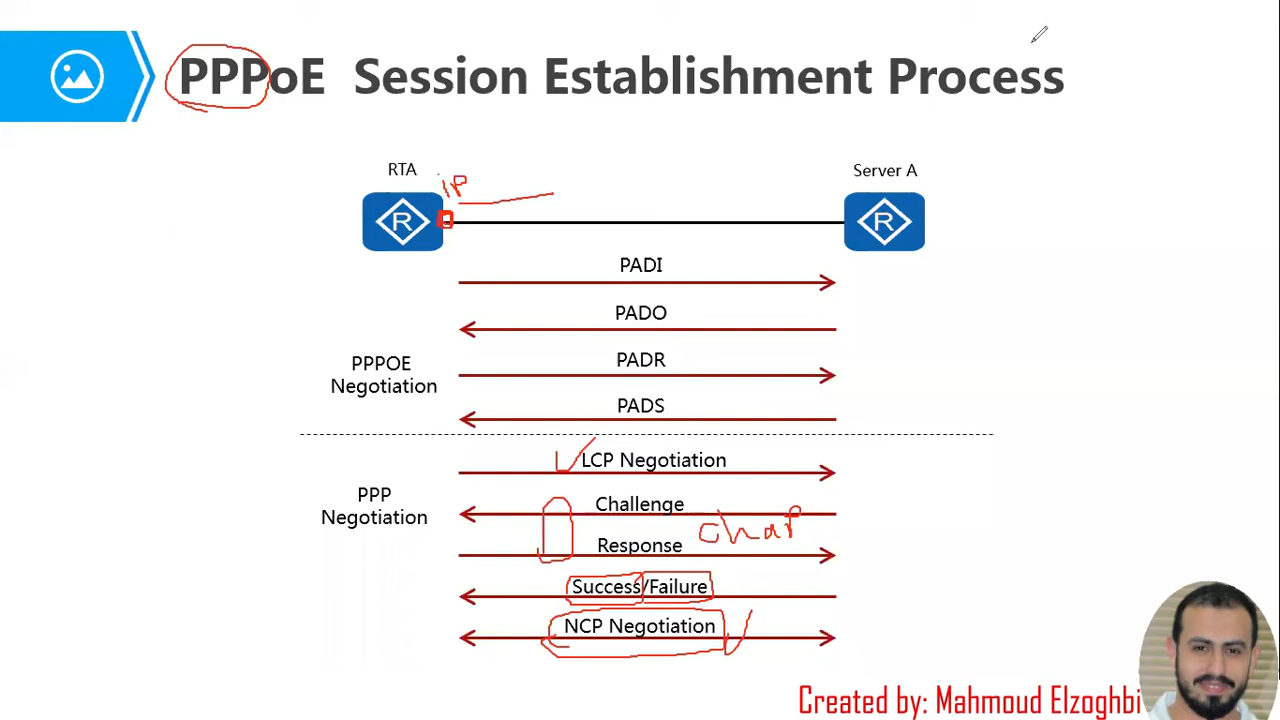 PPPoE Session Establishment Process
RTA
Server A
IP
R
R
PADI
PADO
PPPOE
Negotiation
PADR
PADS
LCP Negotiation
PPP
Negotiation
Challenge
chap
Response
Success/Failure
NCP Negotiation
Created by: Mahmoud Elzoghbi